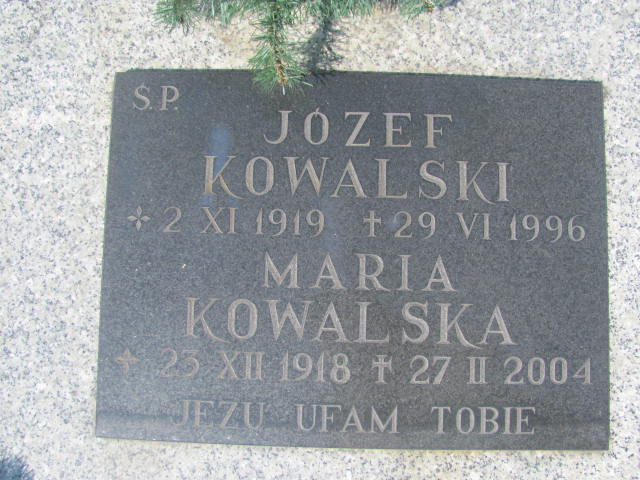 Ś.P.
JÓZEF
KOWALSKI
✢ 2 XI 1919 ✝ 29 VI 1996
MARIA
KOWALSKA
✢ 23 XII 1918 ✝ 27 II 2004
JEZU UFAM TOBIE